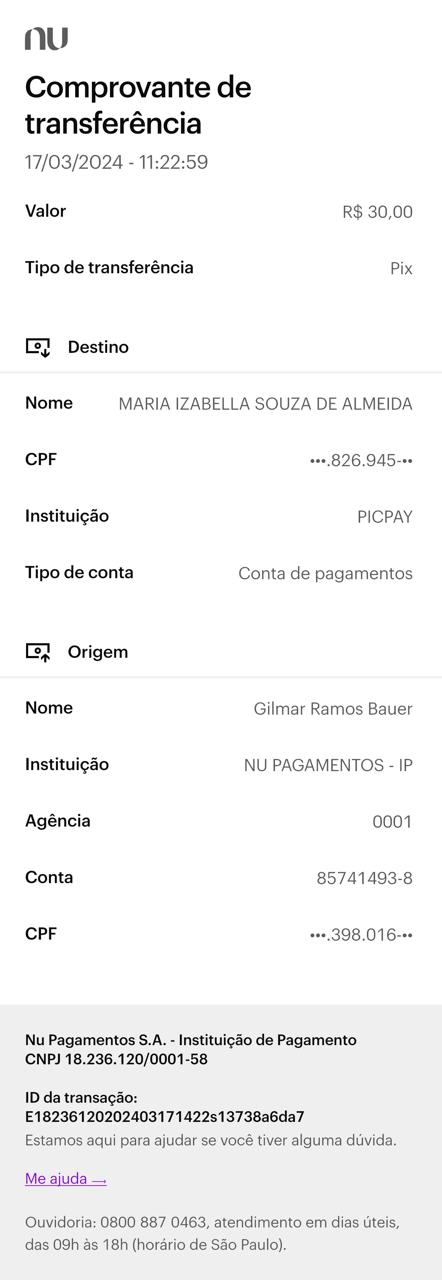 nu
Comprovante de
transferência
17/03/2024 - 11:22:59
Valor R$ 30,00
Tipo de transferência Pix
Destino
Nome MARIA IZABELLA SOUZA DE ALMEIDA
CPF •••.826.945-••
Instituição PICPAY
Tipo de conta Conta de pagamentos
Origem
Nome Gilmar Ramos Bauer
Instituição NU PAGAMENTOS - IP
Agência 0001
Conta 85741493-8
CPF •••.398.016-••
Nu Pagamentos S.A. - Instituição de Pagamento
CNPJ 18.236.120/0001-58
ID da transação:
E18236120202403171422s13738a6da7
Estamos aqui para ajudar se você tiver alguma dúvida.
Me ajuda →
Ouvidoria: 0800 887 0463, atendimento em dias úteis,
das 09h às 18h (horário de São Paulo).